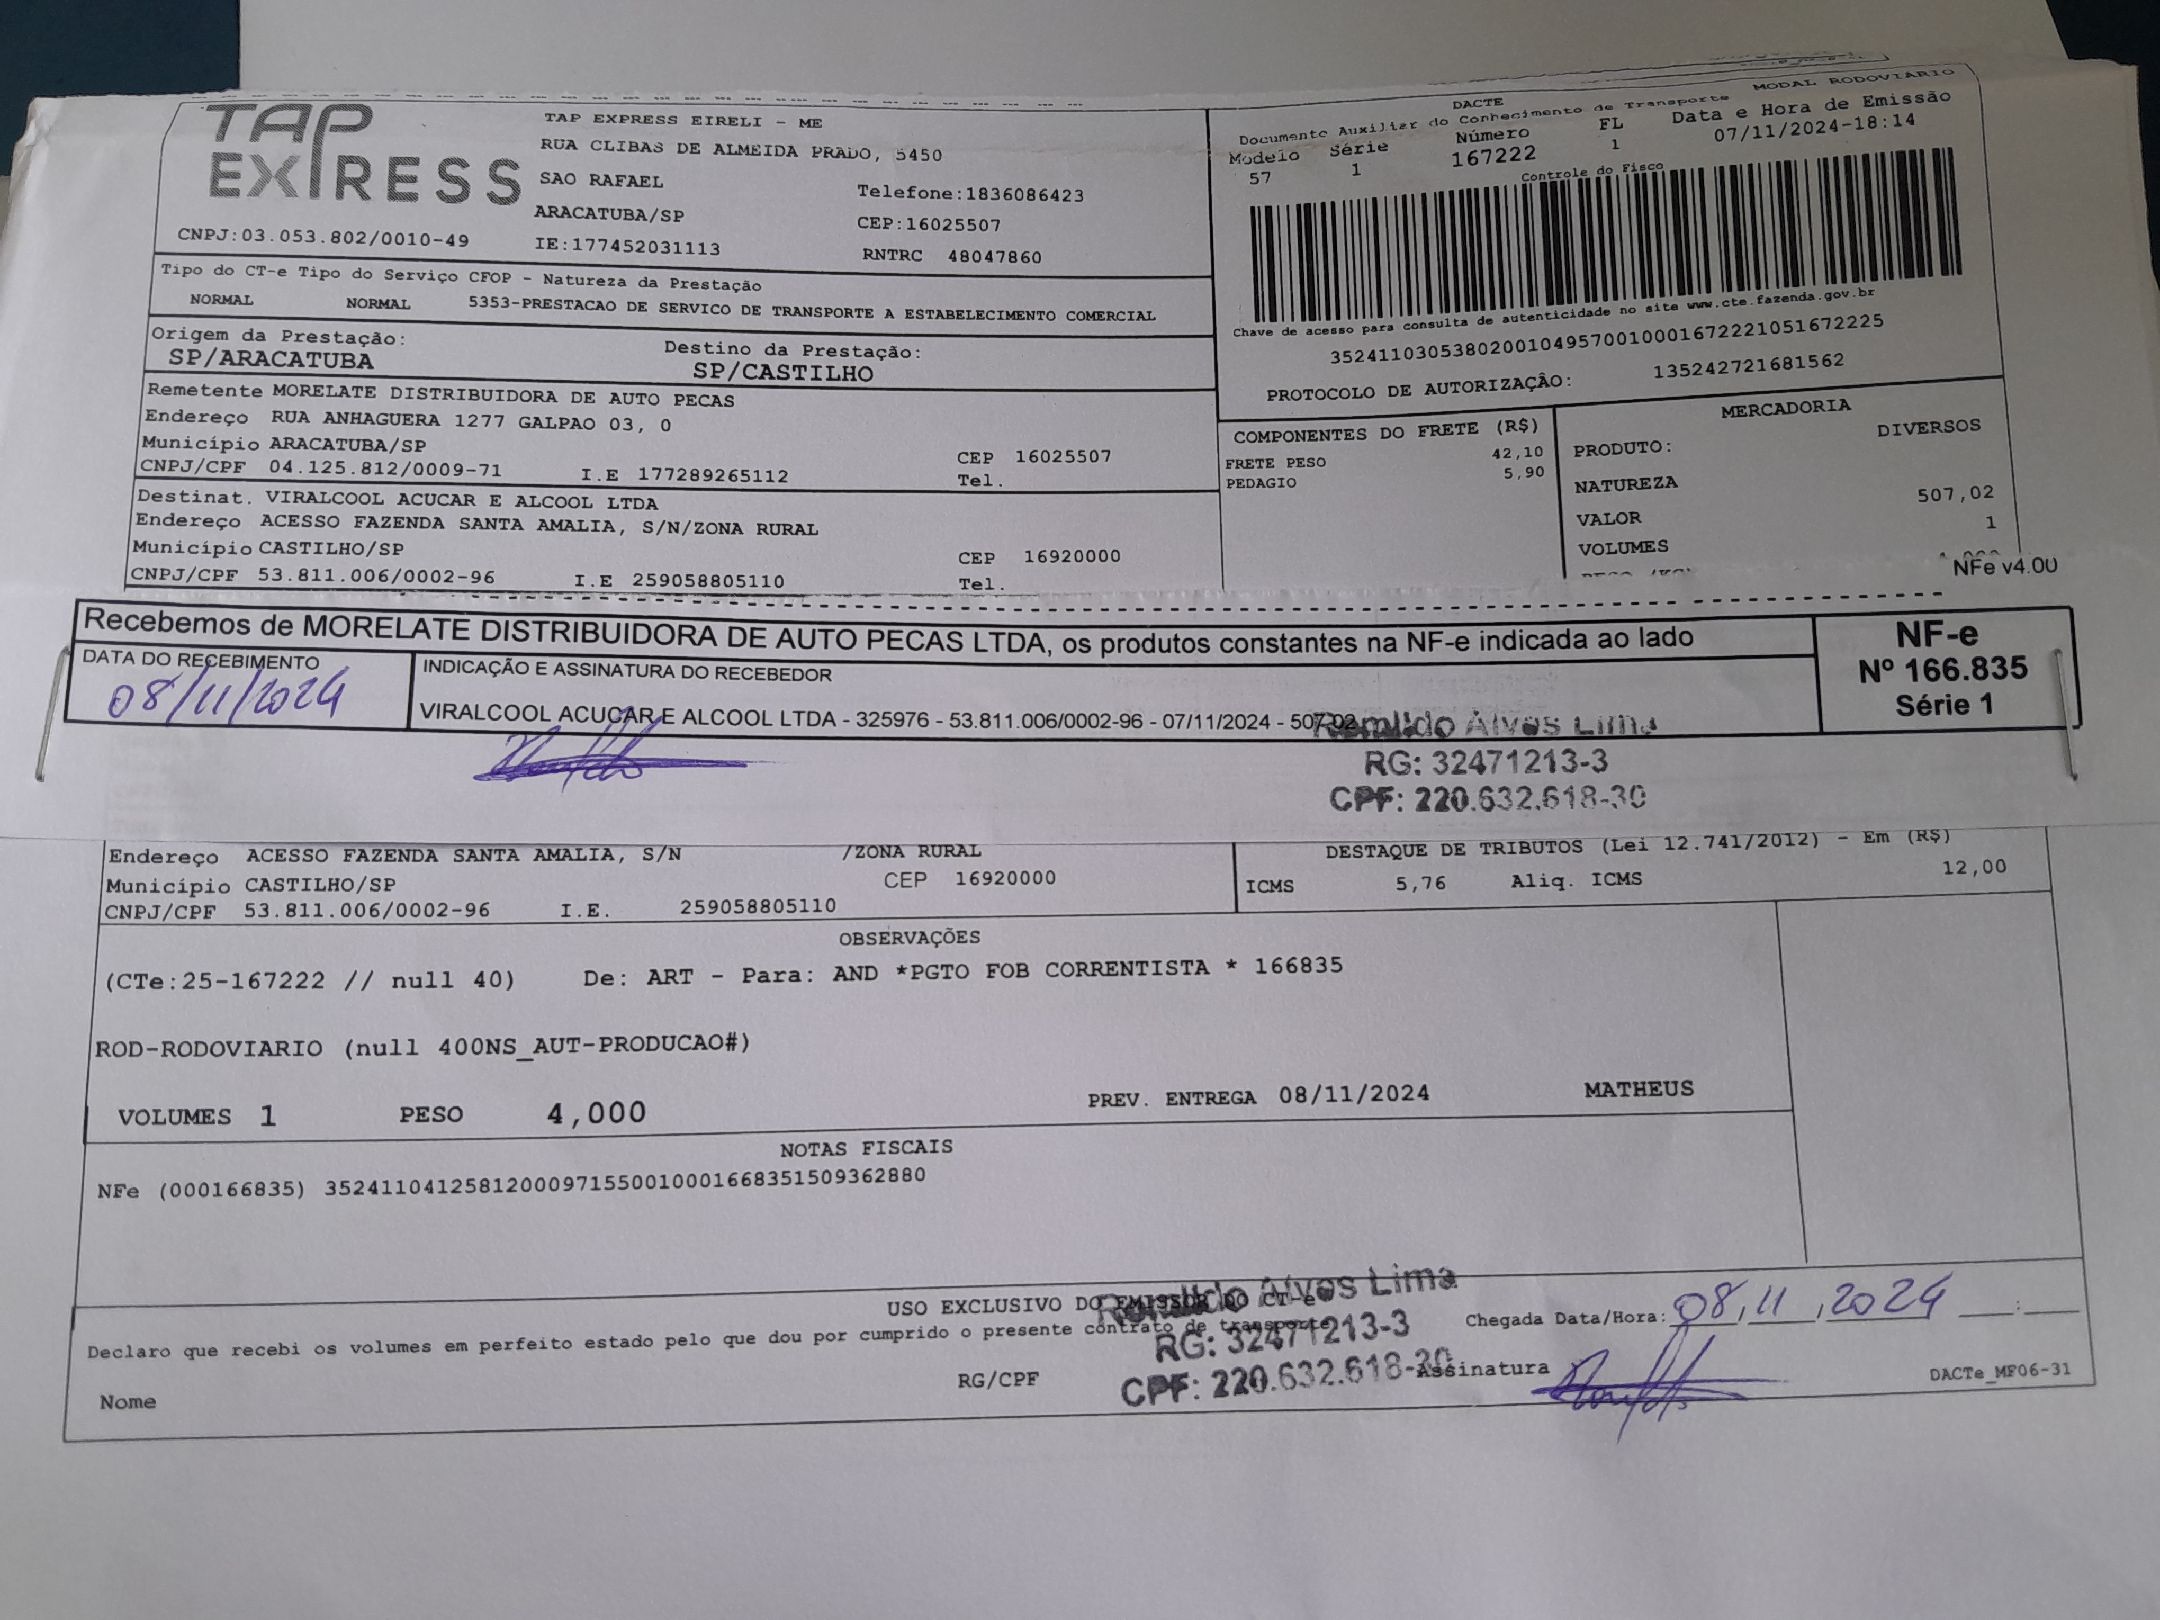 TAP EXPRESS
TAP EXPRESS EIRELI - ME
RUA CLIBAS DE ALMEIDA PRADO, 5450
SAO RAFAEL
Telefone:1836086423
ARACATUBA/SP
CEP:16025507
CNPJ:03.053.802/0010-49
IE:177452031113
RNTRC 48047860
DACTE
MODAL RODOVIARIO
Documento Auxiliar do Conhecimento de Transporte
Modelo Série Número FL Data e Hora de Emissão
57 1 167222 1 07/11/2024-18:14
Controle do Fisco
Chave de acesso para consulta de autenticidade no site www.cte.fazenda.gov.br
35241103053802001049570010001672221051672225
PROTOCOLO DE AUTORIZAÇÃO: 135242721681562
Tipo do CT-e Tipo do Serviço CFOP - Natureza da Prestação
NORMAL NORMAL 5353-PRESTACAO DE SERVICO DE TRANSPORTE A ESTABELECIMENTO COMERCIAL
Origem da Prestação:
SP/ARACATUBA
Destino da Prestação:
SP/CASTILHO
Remetente MORELATE DISTRIBUIDORA DE AUTO PECAS
Endereço RUA ANHAGUERA 1277 GALPAO 03, 0
Município ARACATUBA/SP
CEP 16025507
CNPJ/CPF 04.125.812/0009-71 I.E 177289265112 Tel.
Destinat. VIRALCOOL ACUCAR E ALCOOL LTDA
Endereço ACESSO FAZENDA SANTA AMALIA, S/N/ZONA RURAL
Município CASTILHO/SP
CEP 16920000
CNPJ/CPF 53.811.006/0002-96 I.E 259058805110 Tel.
COMPONENTES DO FRETE (R$)
FRETE PESO 42,10
PEDAGIO 5,90
MERCADORIA
PRODUTO: DIVERSOS
NATUREZA
VALOR 507,02
VOLUMES 1
NFe v4.00
Recebemos de MORELATE DISTRIBUIDORA DE AUTO PECAS LTDA, os produtos constantes na NF-e indicada ao lado
DATA DO RECEBIMENTO
08/11/2024
INDICAÇÃO E ASSINATURA DO RECEBEDOR
VIRALCOOL ACUCAR E ALCOOL LTDA - 325976 - 53.811.006/0002-96 - 07/11/2024 - 507,02
NF-e
Nº 166.835
Série 1
Romildo Alves Lima
RG: 32471213-3
CPF: 220.632.618-30
Endereço ACESSO FAZENDA SANTA AMALIA, S/N /ZONA RURAL
Município CASTILHO/SP CEP 16920000
CNPJ/CPF 53.811.006/0002-96 I.E. 259058805110
DESTAQUE DE TRIBUTOS (Lei 12.741/2012) - Em (R$)
ICMS 5,76 Aliq. ICMS 12,00
OBSERVAÇÕES
(CTe:25-167222 // null 40) De: ART - Para: AND *PGTO FOB CORRENTISTA * 166835
ROD-RODOVIARIO (null 400NS_AUT-PRODUCAO#)
VOLUMES 1 PESO 4,000 PREV. ENTREGA 08/11/2024 MATHEUS
NOTAS FISCAIS
NFe (000166835) 35241104125812000971550010001668351509362880
USO EXCLUSIVO DO EMISSOR DO CT-e
Declaro que recebi os volumes em perfeito estado pelo que dou por cumprido o presente contrato de transporte
Chegada Data/Hora: 08,11,2024 __:__
Nome
RG/CPF
Assinatura
DACTe_MF06-31
Romildo Alves Lima
RG: 32471213-3
CPF: 220.632.618-30